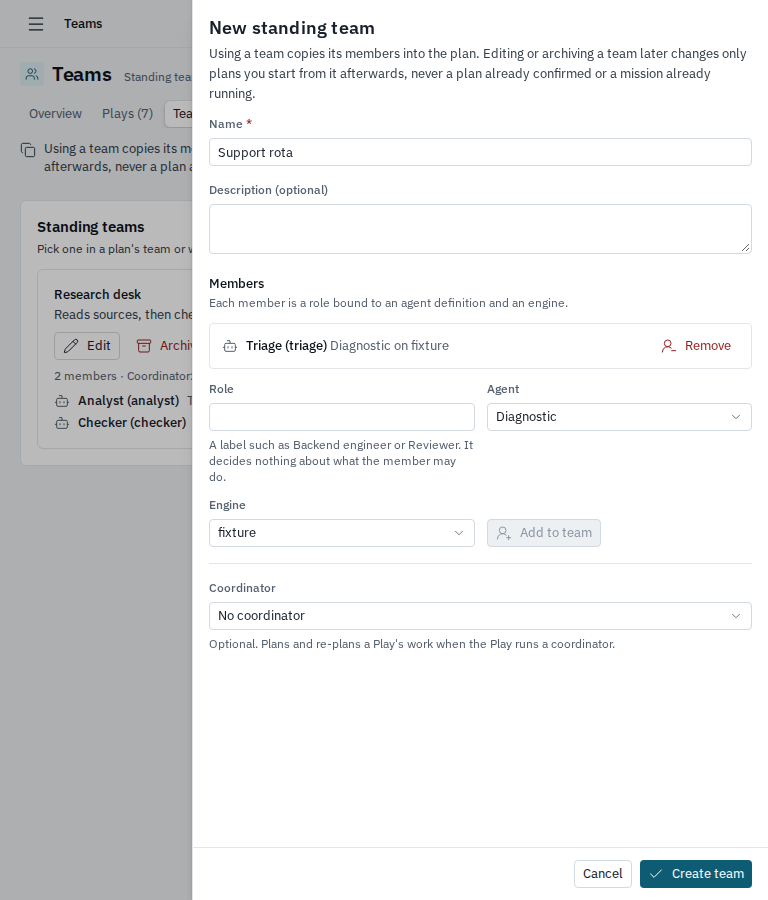 Teams
Teams
Standing tea
Overview
Plays (7)
Tea
Using a team copies its m
afterwards, never a plan a
Standing teams
Pick one in a plan's team or w
Research desk
Reads sources, then che
Edit
Archiv
2 members · Coordinator:
Analyst (analyst) T
Checker (checker)
New standing team
Using a team copies its members into the plan. Editing or archiving a team later changes only
plans you start from it afterwards, never a plan already confirmed or a mission already
running.
Name *
Support rota
Description (optional)
Members
Each member is a role bound to an agent definition and an engine.
Triage (triage) Diagnostic on fixture
Remove
Role
Agent
Diagnostic
A label such as Backend engineer or Reviewer. It
decides nothing about what the member may
do.
Engine
fixture
Add to team
Coordinator
No coordinator
Optional. Plans and re-plans a Play's work when the Play runs a coordinator.
Cancel
Create team